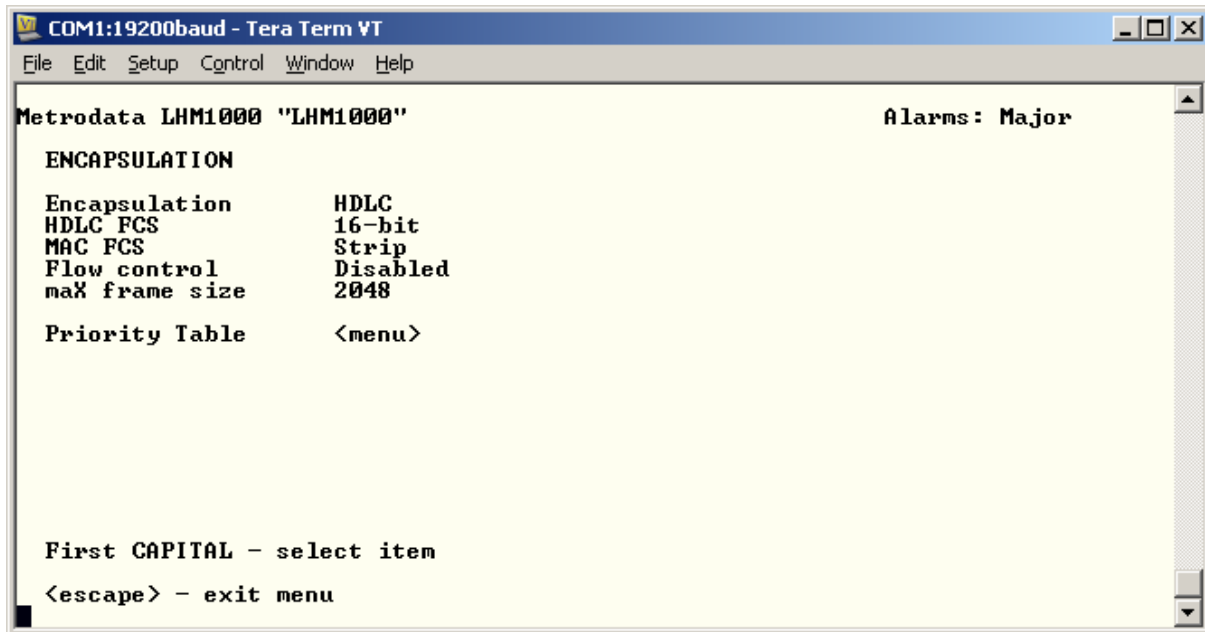 COM1:19200baud - Tera Term VT
File Edit Setup Control Window Help
Metrodata LHM1000 "LHM1000" Alarms: Major
ENCAPSULATION
Encapsulation HDLC
HDLC FCS 16-bit
MAC FCS Strip
Flow control Disabled
maX frame size 2048
Priority Table <menu>
First CAPITAL - select item
<escape> - exit menu